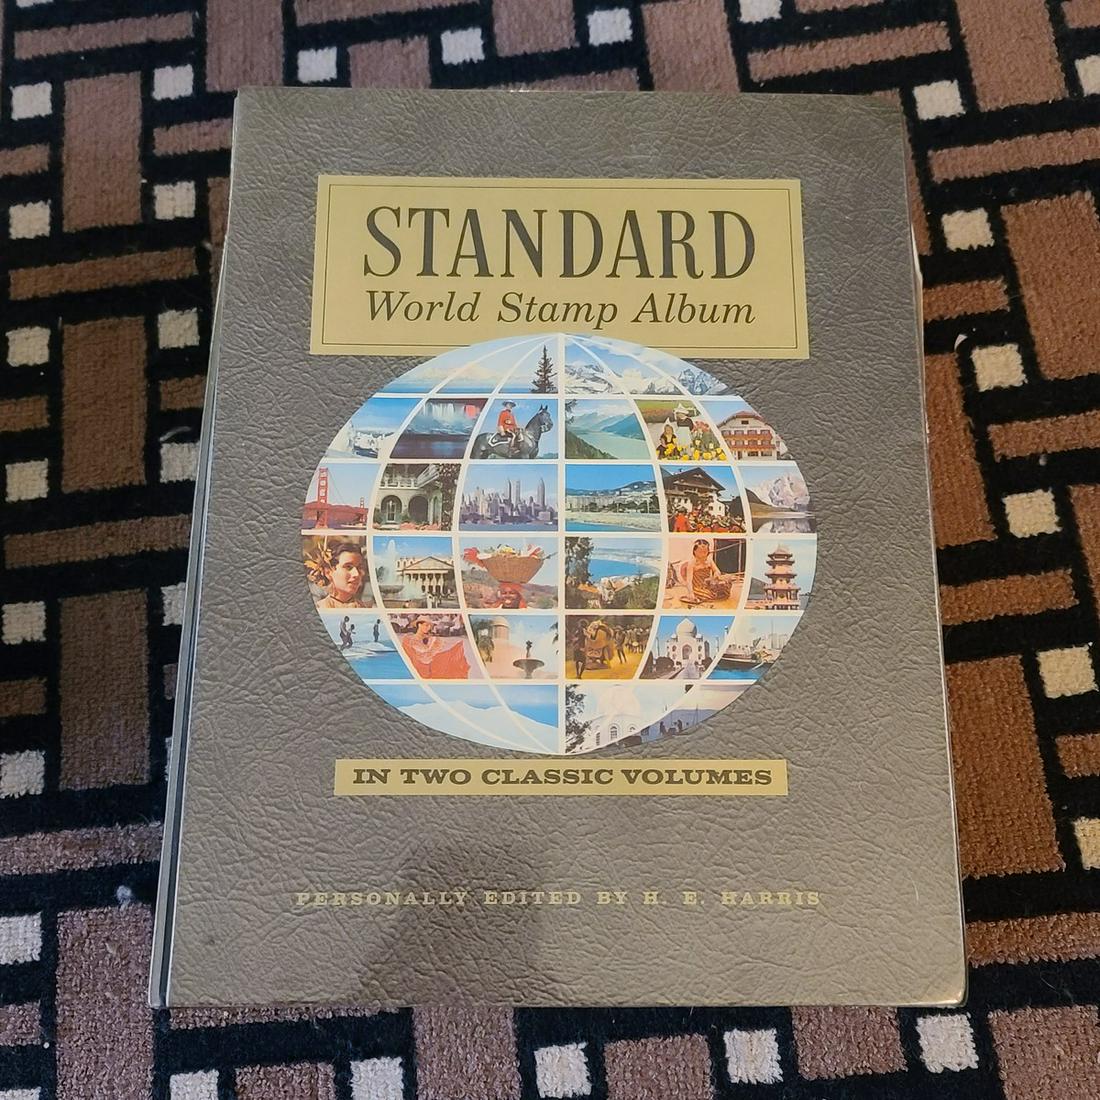 STANDARD
World Stamp Album
IN TWO CLASSIC VOLUMES
PERSONALLY EDITED BY H. E. HARRIS